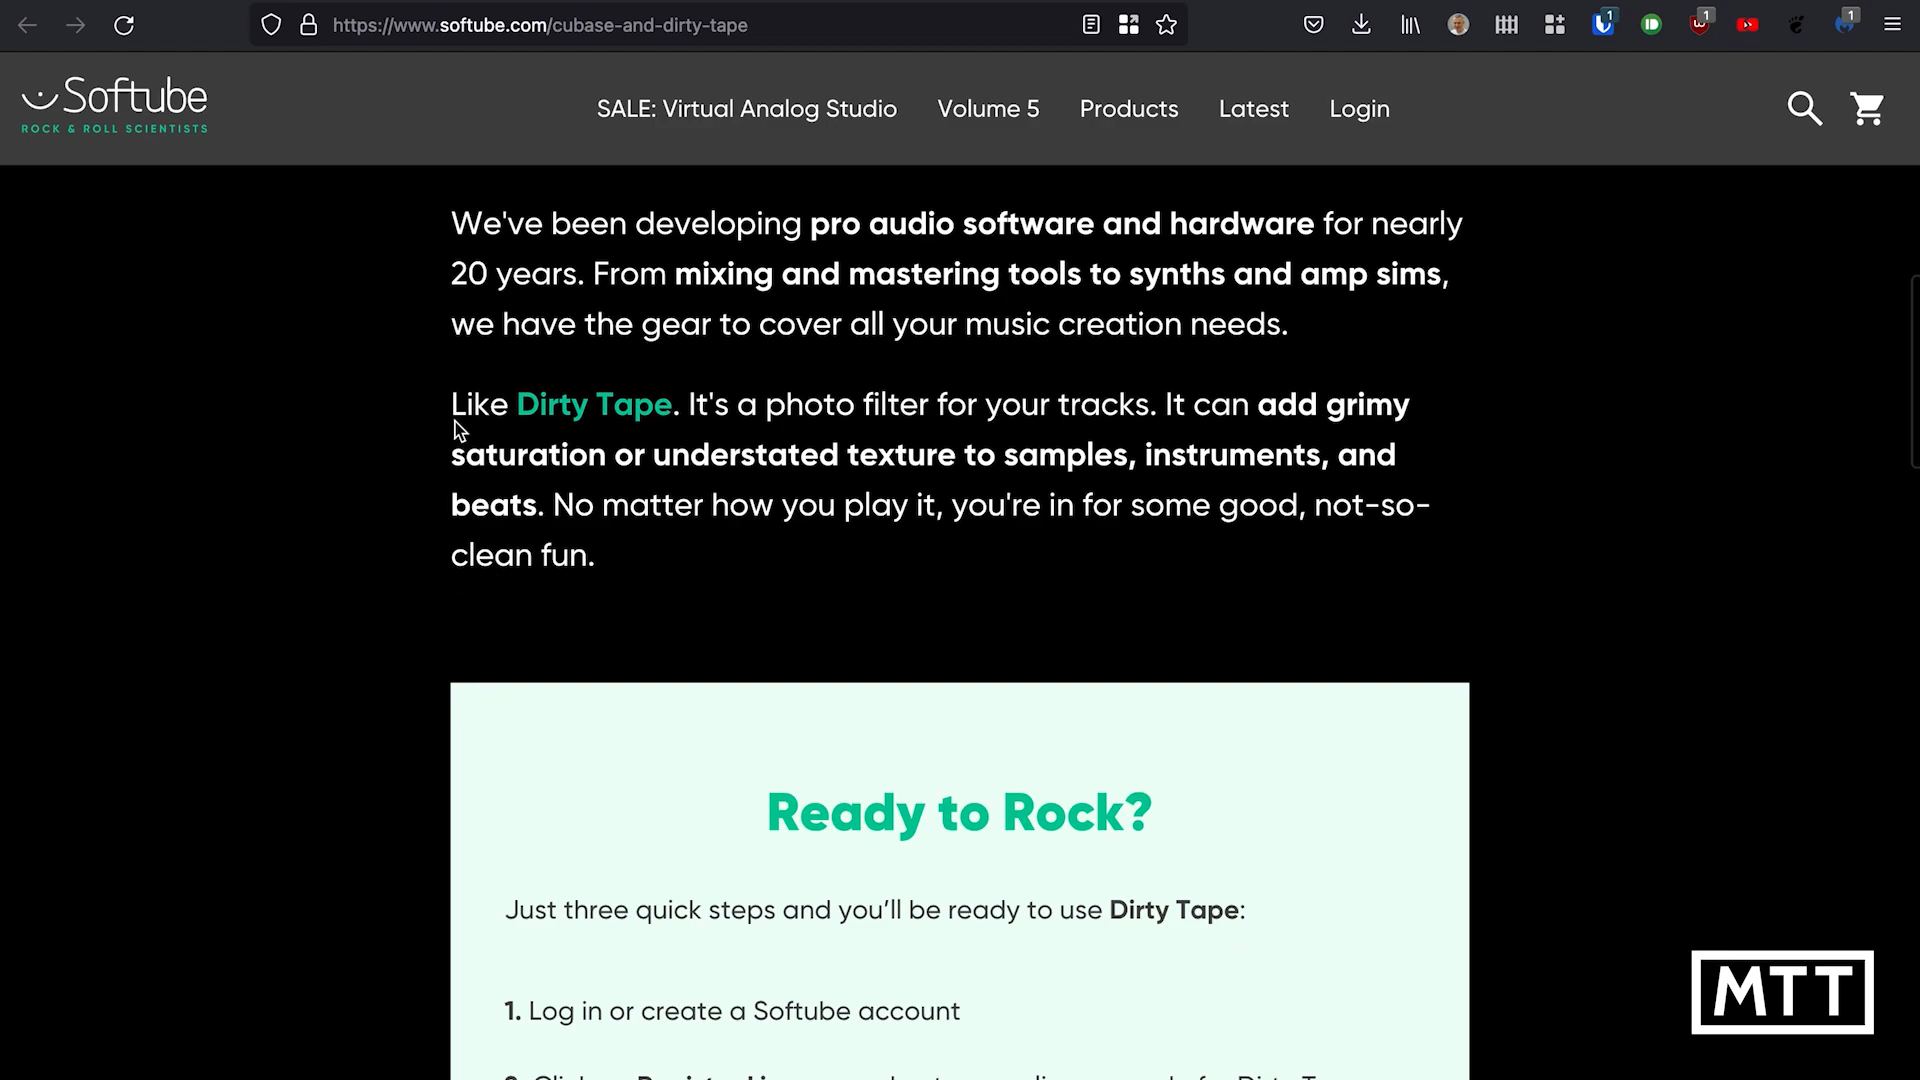 https://www.softube.com/cubase-and-dirty-tape
1
1
1
Softube
ROCK & ROLL SCIENTISTS
SALE: Virtual Analog Studio
Volume 5
Products
Latest
Login
We've been developing pro audio software and hardware for nearly
20 years. From mixing and mastering tools to synths and amp sims,
we have the gear to cover all your music creation needs.
Like Dirty Tape. It's a photo filter for your tracks. It can add grimy
saturation or understated texture to samples, instruments, and
beats. No matter how you play it, you're in for some good, not-so-
clean fun.
Ready to Rock?
Just three quick steps and you’ll be ready to use Dirty Tape:
1. Log in or create a Softube account
MTT